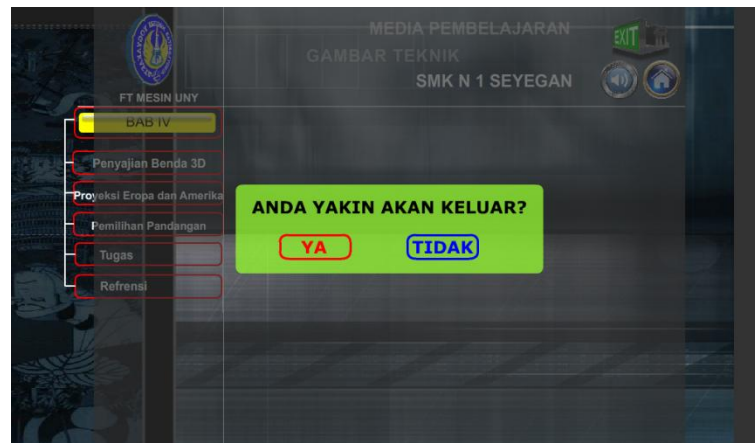 MEDIA PEMBELAJARAN
GAMBAR TEKNIK
SMK N 1 SEYEGAN
EXIT
FT MESIN UNY
BAB IV
Penyajian Benda 3D
Proyeksi Eropa dan Amerika
Pemilihan Pandangan
Tugas
Refrensi
ANDA YAKIN AKAN KELUAR?
YA TIDAK